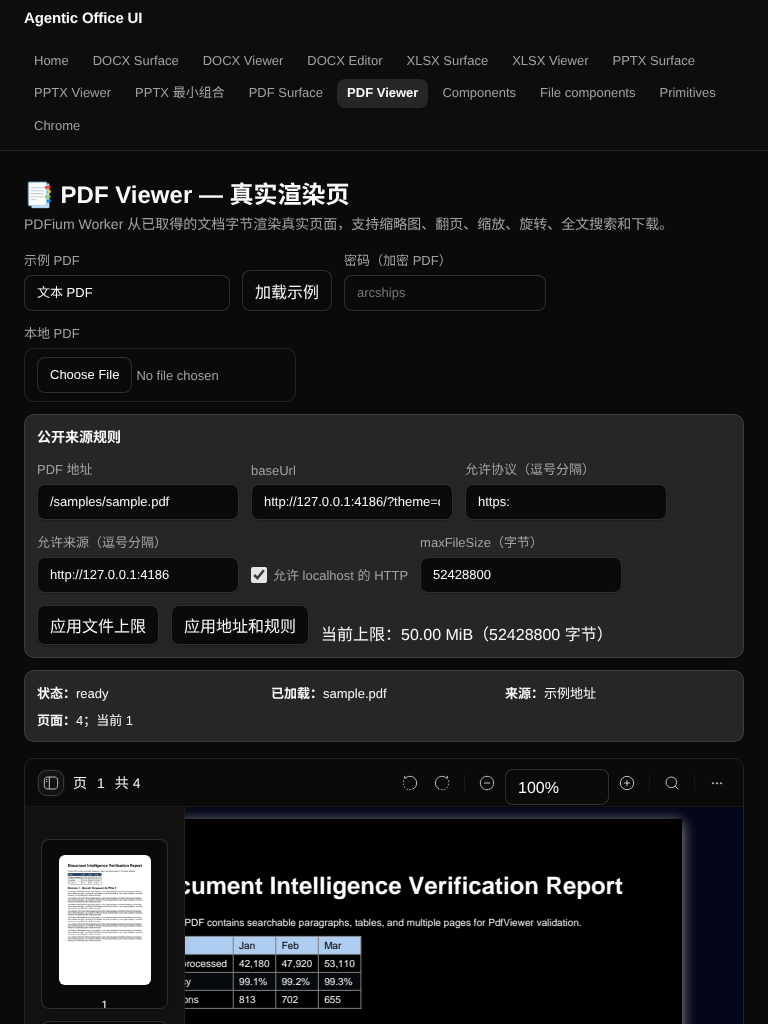 Agentic Office UI
Home DOCX Surface DOCX Viewer DOCX Editor XLSX Surface XLSX Viewer PPTX Surface
PPTX Viewer PPTX 最小组合 PDF Surface PDF Viewer Components File components Primitives
Chrome
PDF Viewer — 真实渲染页
PDFium Worker 从已取得的文档字节渲染真实页面，支持缩略图、翻页、缩放、旋转、全文搜索和下载。
示例 PDF 密码（加密 PDF）
文本 PDF 加载示例 arcships
本地 PDF
Choose File No file chosen
公开来源规则
PDF 地址 baseUrl 允许协议（逗号分隔）
/samples/sample.pdf http://127.0.0.1:4186/?theme= https:
允许来源（逗号分隔） maxFileSize（字节）
http://127.0.0.1:4186 允许 localhost 的 HTTP 52428800
应用文件上限 应用地址和规则 当前上限：50.00 MiB（52428800 字节）
状态：ready 已加载：sample.pdf 来源：示例地址
页面：4；当前 1
页 1 共 4 100% ...
cument Intelligence Verification Report
PDF contains searchable paragraphs, tables, and multiple pages for PdfViewer validation.
Jan Feb Mar
rocessed 42,180 47,920 53,110
cy 99.1% 99.2% 99.3%
ons 813 702 655
Document Intelligence Verification Report
1